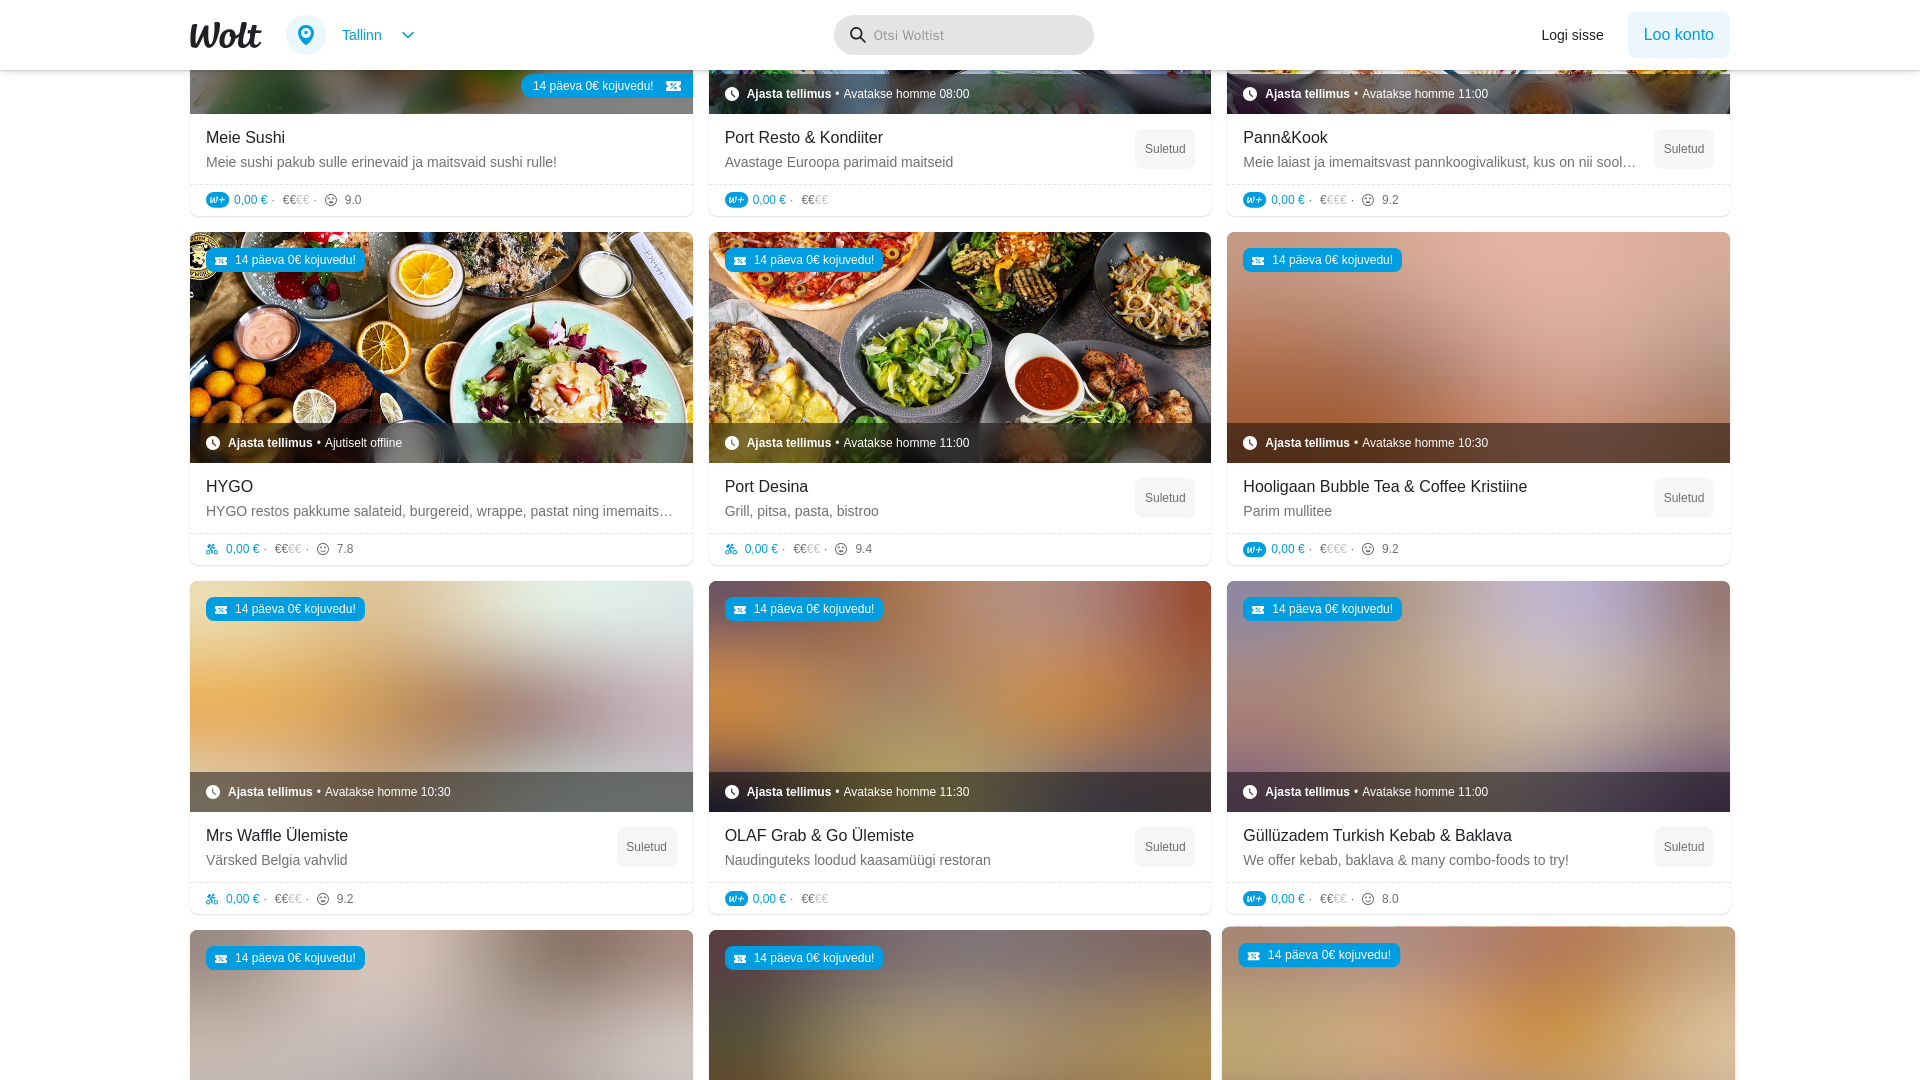 Wolt
Tallinn
Otsi Woltist
Logi sisse
Loo konto
14 päeva 0€ kojuvedu!
Ajasta tellimus • Avatakse homme 08:00
Ajasta tellimus • Avatakse homme 11:00
Meie Sushi
Meie sushi pakub sulle erinevaid ja maitsvaid sushi rulle!
W+ 0,00 € · €€€€ · 9.0
Port Resto & Kondiiter
Avastage Euroopa parimaid maitseid
Suletud
W+ 0,00 € · €€€€
Pann&Kook
Meie laiast ja imemaitsvast pannkoogivalikust, kus on nii sool…
Suletud
W+ 0,00 € · €€€€ · 9.2
14 päeva 0€ kojuvedu!
Ajasta tellimus • Ajutiselt offline
HYGO
HYGO restos pakkume salateid, burgereid, wrappe, pastat ning imemaits…
0,00 € · €€€€ · 7.8
14 päeva 0€ kojuvedu!
Ajasta tellimus • Avatakse homme 11:00
Port Desina
Grill, pitsa, pasta, bistroo
Suletud
0,00 € · €€€€ · 9.4
14 päeva 0€ kojuvedu!
Ajasta tellimus • Avatakse homme 10:30
Hooligaan Bubble Tea & Coffee Kristiine
Parim mullitee
Suletud
W+ 0,00 € · €€€€ · 9.2
14 päeva 0€ kojuvedu!
Ajasta tellimus • Avatakse homme 10:30
Mrs Waffle Ülemiste
Värsked Belgia vahvlid
Suletud
0,00 € · €€€€ · 9.2
14 päeva 0€ kojuvedu!
Ajasta tellimus • Avatakse homme 11:30
OLAF Grab & Go Ülemiste
Naudinguteks loodud kaasamüügi restoran
Suletud
W+ 0,00 € · €€€€
14 päeva 0€ kojuvedu!
Ajasta tellimus • Avatakse homme 11:00
Güllüzadem Turkish Kebab & Baklava
We offer kebab, baklava & many combo-foods to try!
Suletud
W+ 0,00 € · €€€€ · 8.0
14 päeva 0€ kojuvedu!
14 päeva 0€ kojuvedu!
14 päeva 0€ kojuvedu!